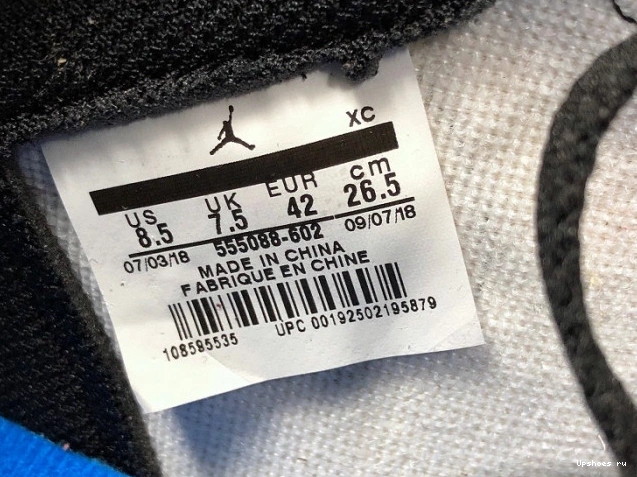 XC
US UK EUR cm
8.5 7.5 42 26.5
07/03/18 555088-602 09/07/18
MADE IN CHINA
FABRIQUE EN CHINE
108595535 UPC 00192502195879
Upshoes.ru